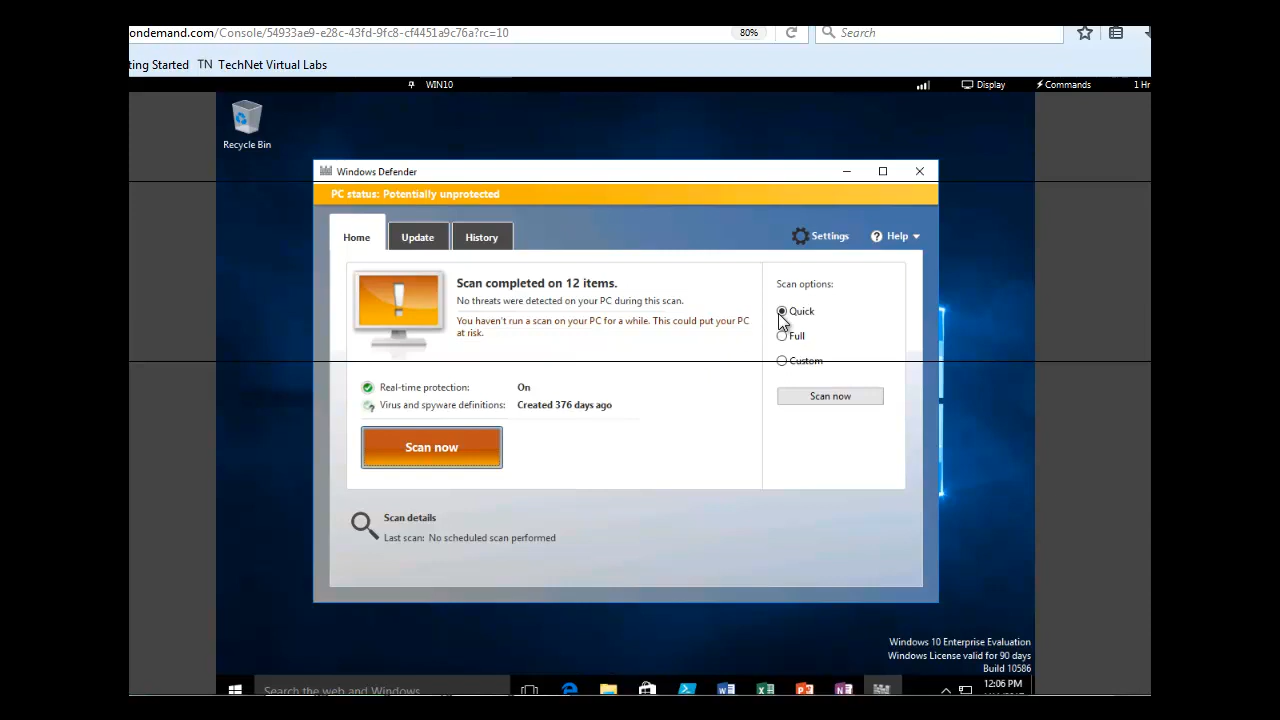 ondemand.com/Console/54933ae9-e28c-43fd-9fc8-cf4451a9c76a?rc=10
80%
Search
ting Started TN TechNet Virtual Labs
WIN10
Display
Commands
1 Hr
Recycle Bin
Windows Defender
PC status: Potentially unprotected
Home
Update
History
Settings
Help
Scan completed on 12 items.
No threats were detected on your PC during this scan.
You haven't run a scan on your PC for a while. This could put your PC
at risk.
Scan options:
Quick
Full
Custom
Scan now
Real-time protection: On
Virus and spyware definitions: Created 376 days ago
Scan now
Scan details
Last scan: No scheduled scan performed
Windows 10 Enterprise Evaluation
Windows License valid for 90 days
Build 10586
Search the web and Windows
12:06 PM